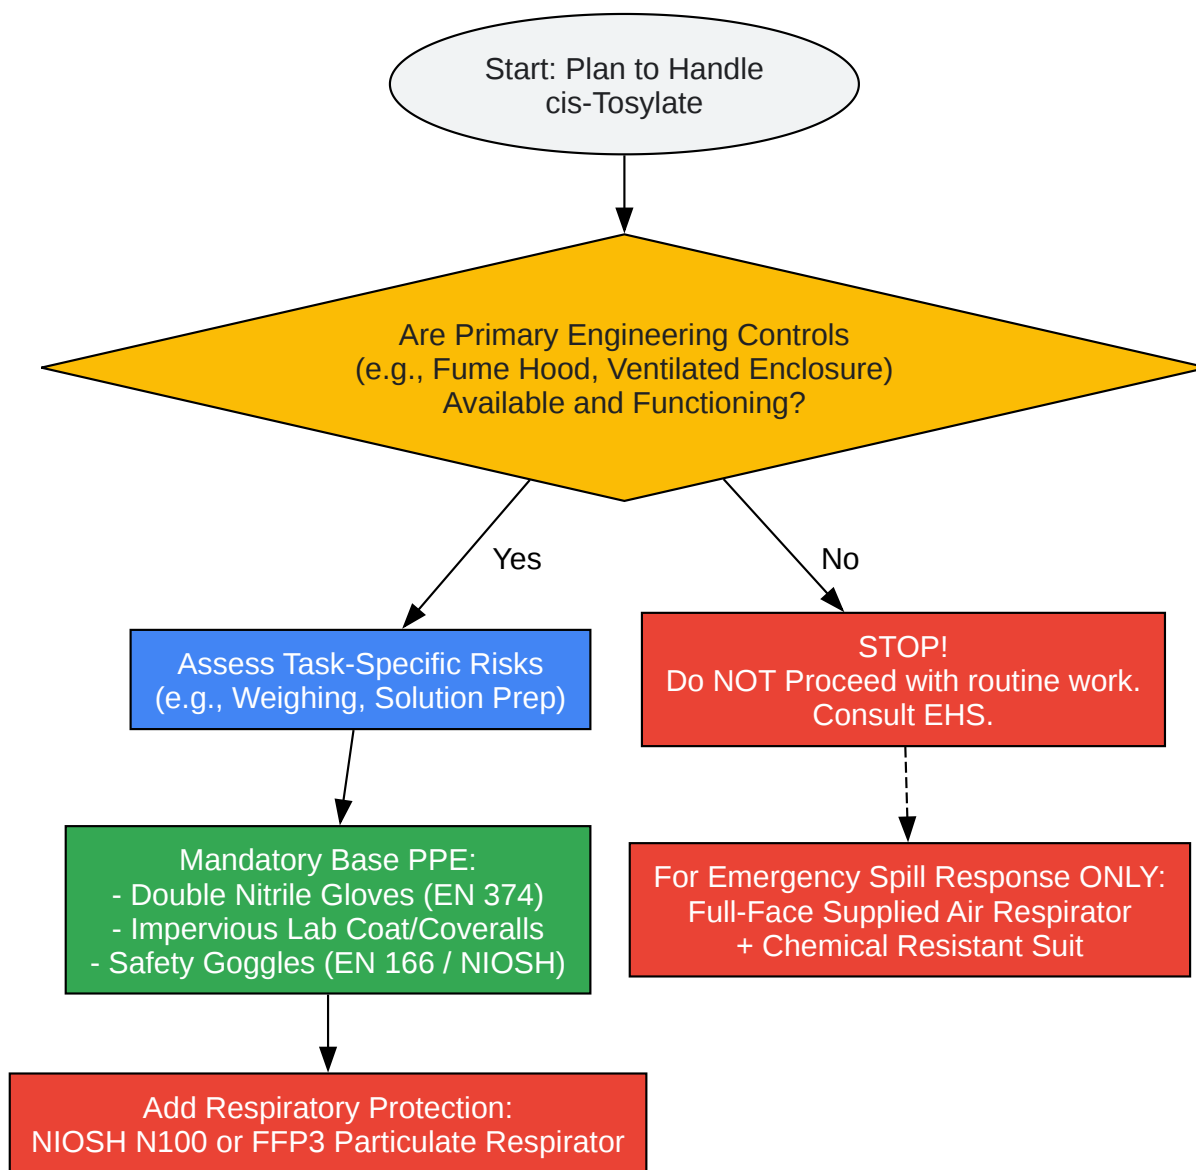 Start: Plan to Handle
cis-Tosylate
Are Primary Engineering Controls
(e.g., Fume Hood, Ventilated Enclosure)
Available and Functioning?
Yes
No
Assess Task-Specific Risks
(e.g., Weighing, Solution Prep)
STOP!
Do NOT Proceed with routine work.
Consult EHS.
Mandatory Base PPE:
- Double Nitrile Gloves (EN 374)
- Impervious Lab Coat/Coveralls
- Safety Goggles (EN 166 / NIOSH)
For Emergency Spill Response ONLY:
Full-Face Supplied Air Respirator
+ Chemical Resistant Suit
Add Respiratory Protection:
NIOSH N100 or FFP3 Particulate Respirator